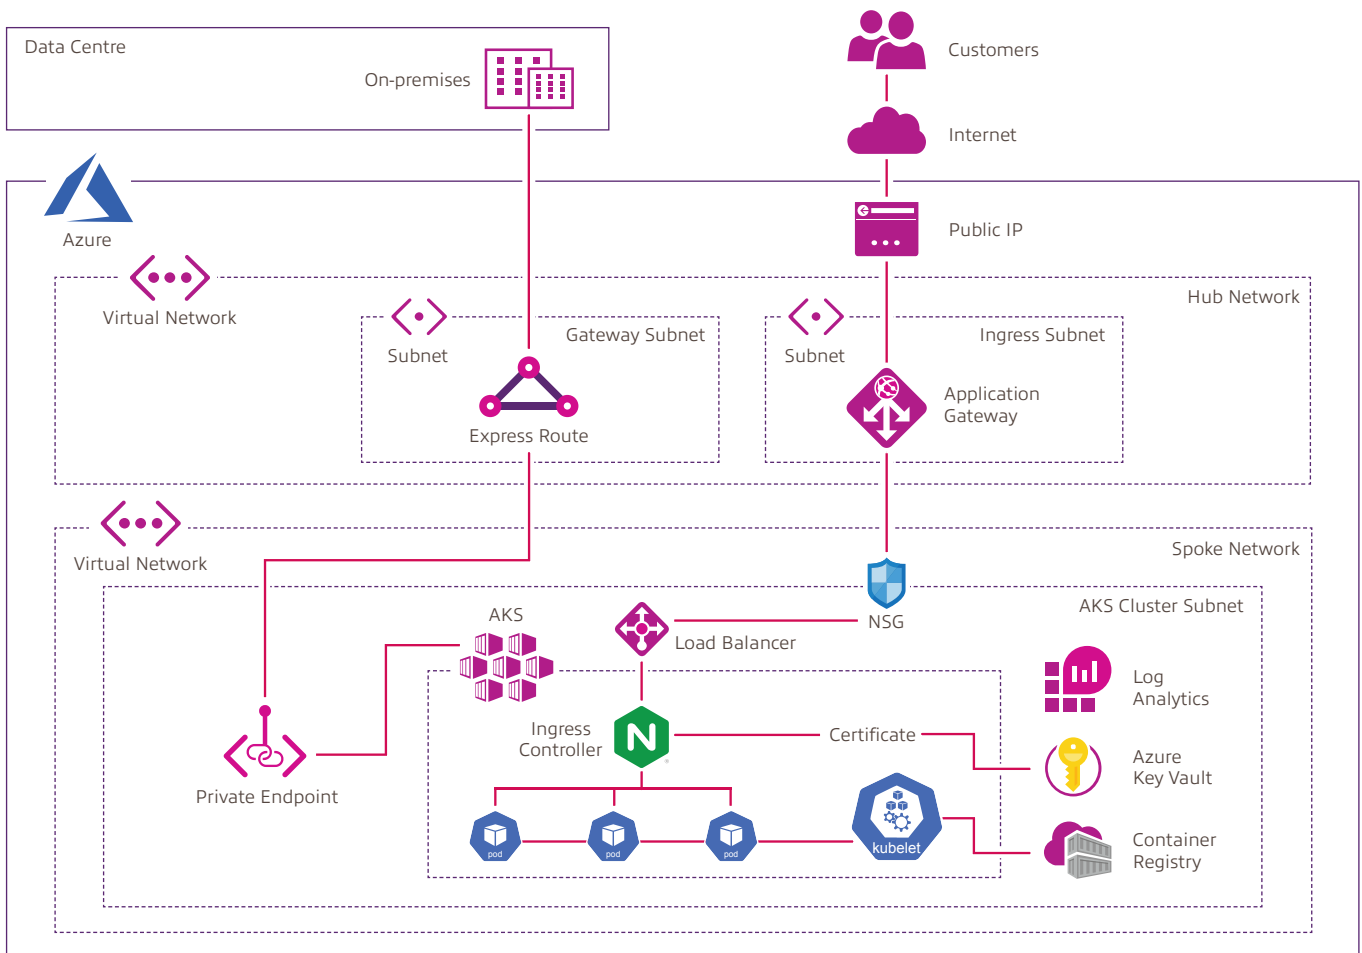 Data Centre
On-premises
Customers
Internet
Azure
Public IP
Virtual Network
Hub Network
Subnet
Gateway Subnet
Subnet
Ingress Subnet
Express Route
Application
Gateway
Virtual Network
Spoke Network
AKS Cluster Subnet
AKS
NSG
Load Balancer
Log
Analytics
Ingress
Controller
N
Certificate
Azure
Key Vault
Private Endpoint
pod
pod
pod
kubelet
Container
Registry